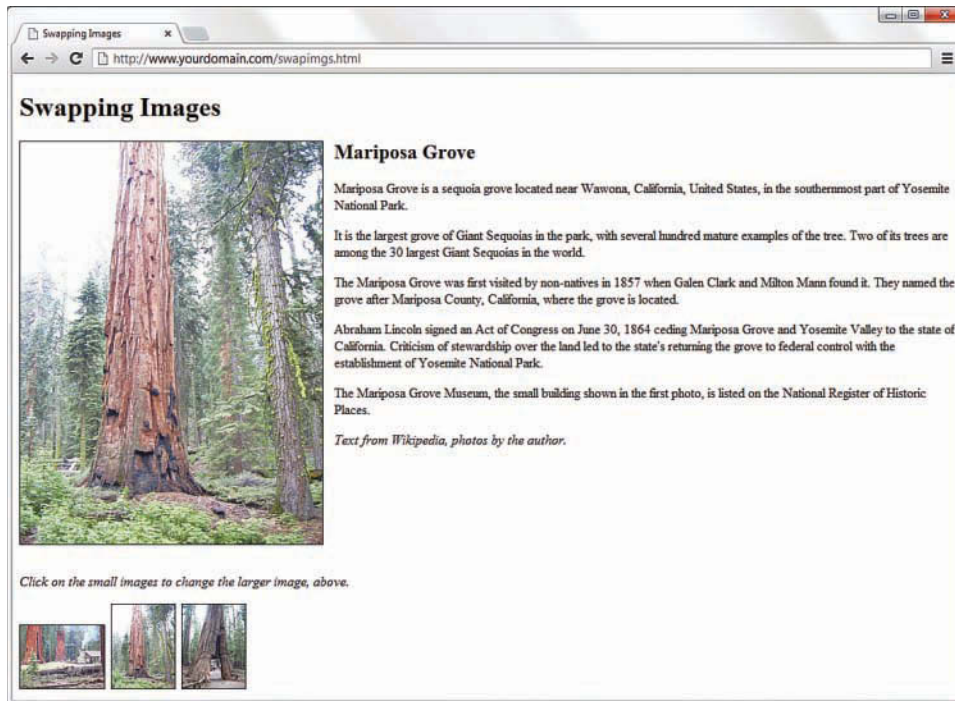 Swapping Images
http://www.yourdomain.com/swapimgs.html
Swapping Images
Mariposa Grove
Mariposa Grove is a sequoia grove located near Wawona, California, United States, in the southernmost part of Yosemite
National Park.
It is the largest grove of Giant Sequoias in the park, with several hundred mature examples of the tree. Two of its trees are
among the 30 largest Giant Sequoias in the world.
The Mariposa Grove was first visited by non-natives in 1857 when Galen Clark and Milton Mann found it. They named the
grove after Mariposa County, California, where the grove is located.
Abraham Lincoln signed an Act of Congress on June 30, 1864 ceding Mariposa Grove and Yosemite Valley to the state of
California. Criticism of stewardship over the land led to the state's returning the grove to federal control with the
establishment of Yosemite National Park.
The Mariposa Grove Museum, the small building shown in the first photo, is listed on the National Register of Historic
Places.
Text from Wikipedia, photos by the author.
Click on the small images to change the larger image, above.